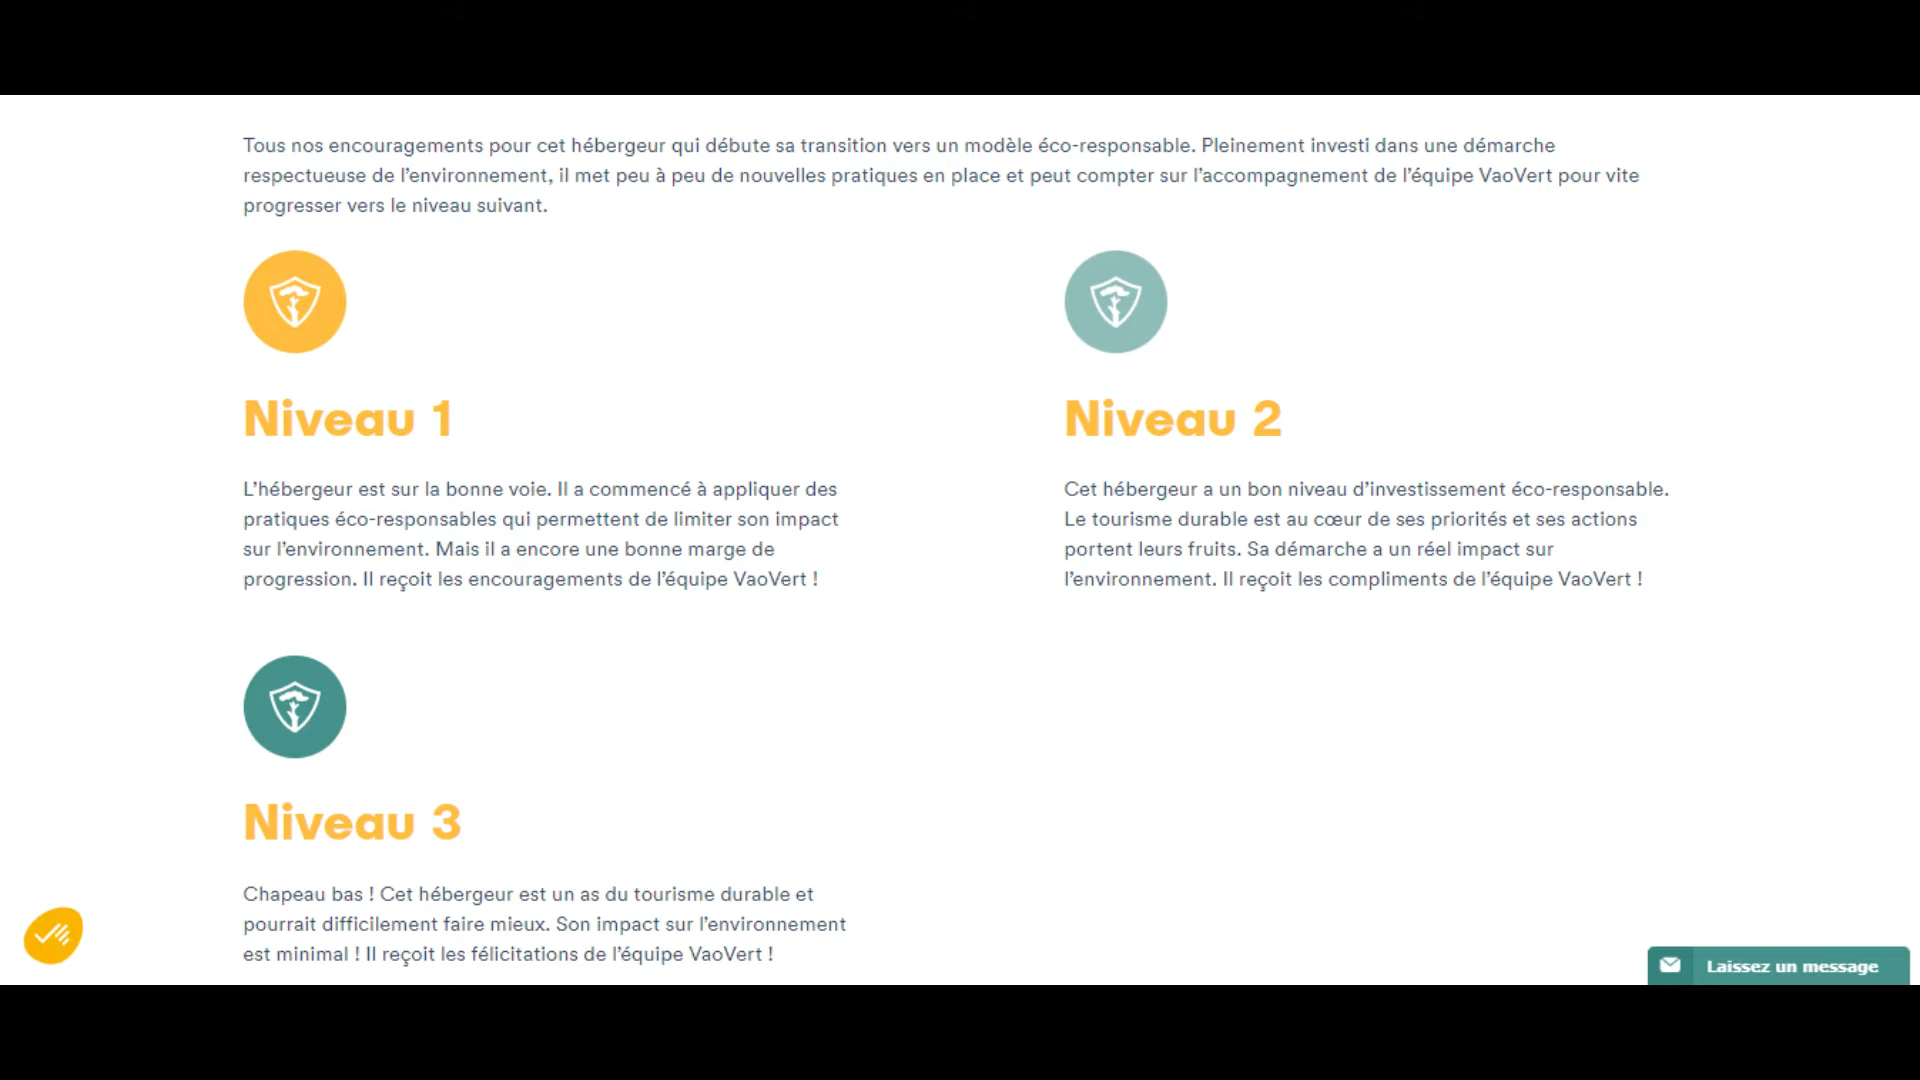 Tous nos encouragements pour cet hébergeur qui débute sa transition vers un modèle éco-responsable. Pleinement investi dans une démarche
respectueuse de l'environnement, il met peu à peu de nouvelles pratiques en place et peut compter sur l'accompagnement de l'équipe VaoVert pour vite
progresser vers le niveau suivant.
Niveau 1
L'hébergeur est sur la bonne voie. Il a commencé à appliquer des
pratiques éco-responsables qui permettent de limiter son impact
sur l'environnement. Mais il a encore une bonne marge de
progression. Il reçoit les encouragements de l'équipe VaoVert !
Niveau 2
Cet hébergeur a un bon niveau d'investissement éco-responsable.
Le tourisme durable est au cœur de ses priorités et ses actions
portent leurs fruits. Sa démarche a un réel impact sur
l'environnement. Il reçoit les compliments de l'équipe VaoVert !
Niveau 3
Chapeau bas ! Cet hébergeur est un as du tourisme durable et
pourrait difficilement faire mieux. Son impact sur l'environnement
est minimal ! Il reçoit les félicitations de l'équipe VaoVert !
Laissez un message